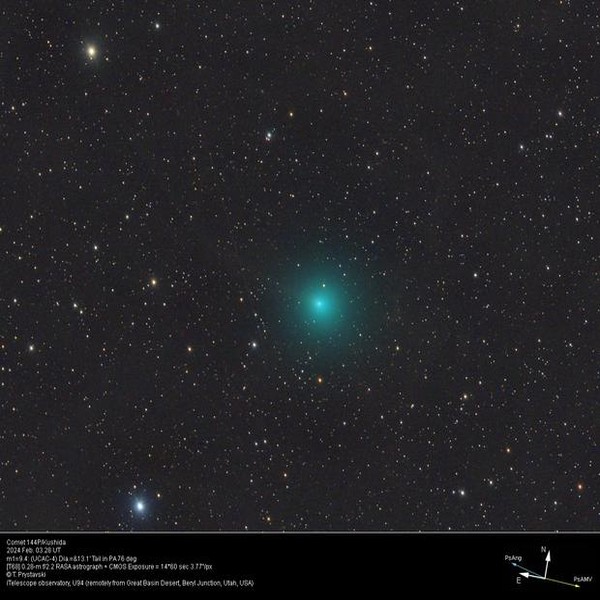 Comet 144P/Kushida
2024 Feb. 03.28 UT
m1=9.4: (UCAC-4) Dia.=&13.1' Tail in PA 76 deg
[T68] 0.28-m f/2.2 RASA astrograph + CMOS Exposure = 14*60 sec 3.77"/px
© T. Prystavski
iTelescope observatory, U94 (remotely from Great Basin Desert, Beryl Junction, Utah, USA)
N
PsAng
E
PsAMV